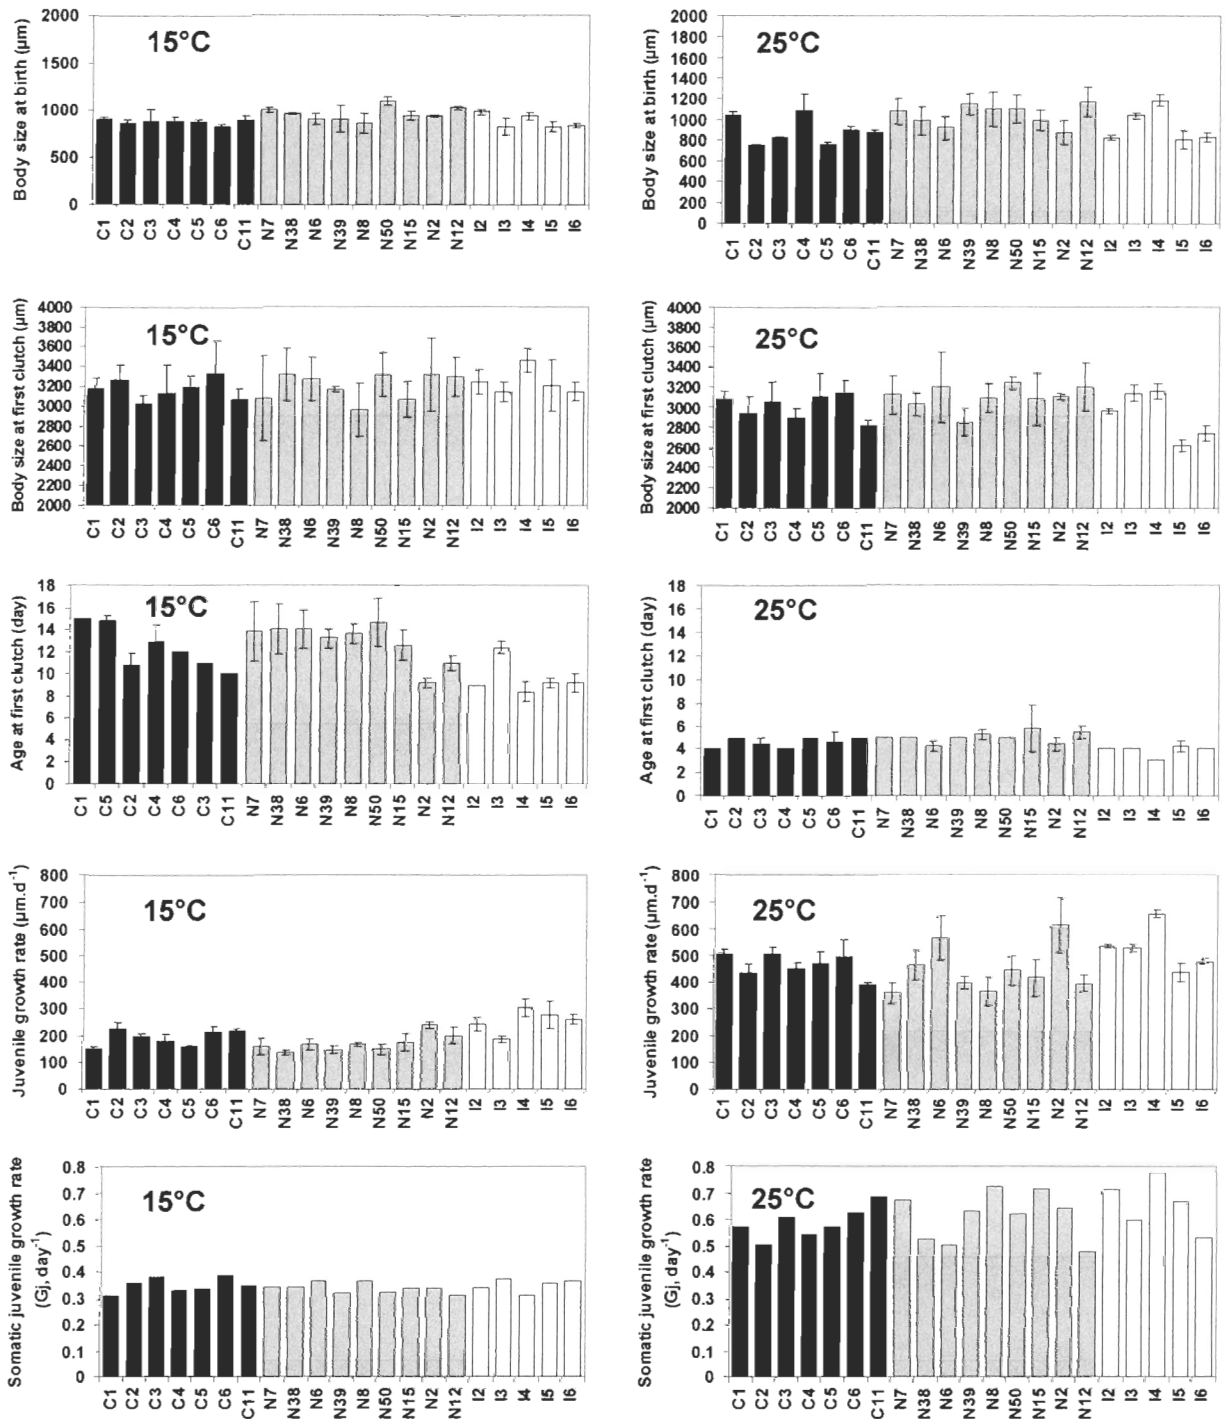 15°C
Body size at birth (µm)
2000
1500
1000
500
0
C1 C2 C3 C4 C5 C6 C11 N7 N38 N6 N39 N8 N50 N15 N2 N12 I2 I3 I4 I5 I6
25°C
Body size at birth (µm)
2000
1800
1600
1400
1200
1000
800
600
400
200
0
C1 C2 C3 C4 C5 C6 C11 N7 N38 N6 N39 N8 N50 N15 N2 N12 I2 I3 I4 I5 I6
15°C
Body size at first clutch (µm)
4000
3800
3600
3400
3200
3000
2800
2600
2400
2200
2000
C1 C2 C3 C4 C5 C6 C11 N7 N38 N6 N39 N8 N50 N15 N2 N12 I2 I3 I4 I5 I6
25°C
Body size at first clutch (µm)
4000
3800
3600
3400
3200
3000
2800
2600
2400
2200
2000
C1 C2 C3 C4 C5 C6 C11 N7 N38 N6 N39 N8 N50 N15 N2 N12 I2 I3 I4 I5 I6
15°C
Age at first clutch (day)
18
16
14
12
10
8
6
4
2
0
C1 C5 C2 C4 C6 C3 C11 N7 N38 N6 N39 N8 N50 N15 N2 N12 I2 I3 I4 I5 I6
25°C
Age at first clutch (day)
18
16
14
12
10
8
6
4
2
0
C1 C2 C3 C4 C5 C6 C11 N7 N38 N6 N39 N8 N50 N15 N2 N12 I2 I3 I4 I5 I6
15°C
Juvenile growth rate (µm.d⁻¹)
800
700
600
500
400
300
200
100
0
C1 C2 C3 C4 C5 C6 C11 N7 N38 N6 N39 N8 N50 N15 N2 N12 I2 I3 I4 I5 I6
25°C
Juvenile growth rate (µm.d⁻¹)
800
700
600
500
400
300
200
100
0
C1 C2 C3 C4 C5 C6 C11 N7 N38 N6 N39 N8 N50 N15 N2 N12 I2 I3 I4 I5 I6
15°C
Somatic juvenile growth rate
(Gj, day⁻¹)
0.8
0.7
0.6
0.5
0.4
0.3
0.2
0.1
0
C1 C2 C3 C4 C5 C6 C11 N7 N38 N6 N39 N8 N50 N15 N2 N12 I2 I3 I4 I5 I6
25°C
Somatic juvenile growth rate
(Gj, day⁻¹)
0.8
0.7
0.6
0.5
0.4
0.3
0.2
0.1
0
C1 C2 C3 C4 C5 C6 C11 N7 N38 N6 N39 N8 N50 N15 N2 N12 I2 I3 I4 I5 I6